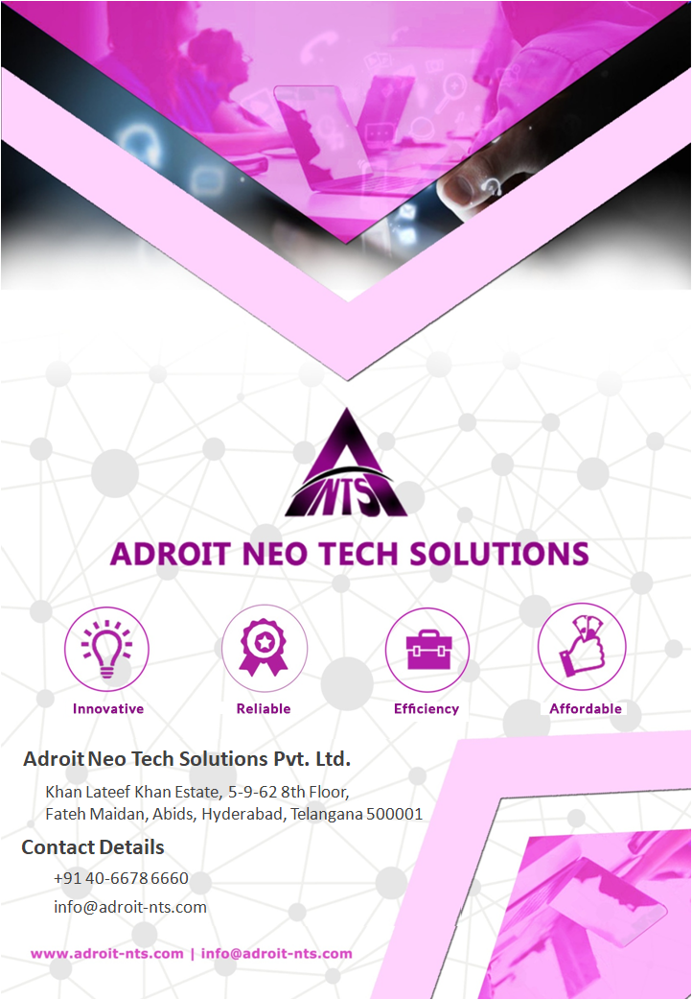 NTS
ADROIT NEO TECH SOLUTIONS
Innovative
Reliable
Efficiency
Affordable
Adroit Neo Tech Solutions Pvt. Ltd.
Khan Lateef Khan Estate, 5-9-62 8th Floor,
Fateh Maidan, Abids, Hyderabad, Telangana 500001
Contact Details
+91 40-6678 6660
info@adroit-nts.com
www.adroit-nts.com | info@adroit-nts.com